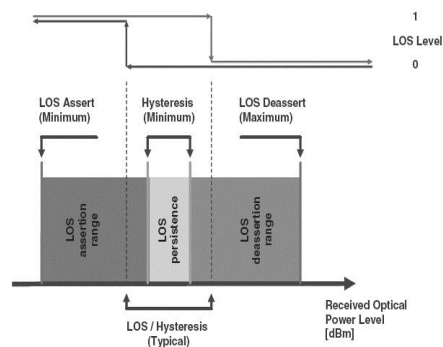 1
LOS Level
0
LOS Assert
(Minimum)
Hysteresis
(Minimum)
LOS Deassert
(Maximum)
LOS
assertion
range
LOS
persistence
LOS
deassertion
range
Received Optical
Power Level
[dBm]
LOS / Hysteresis
(Typical)